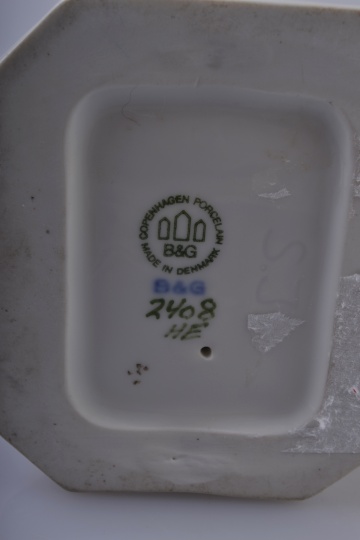 COPENHAGEN PORCELAIN
B&G
MADE IN DENMARK
B&G
2408
HE